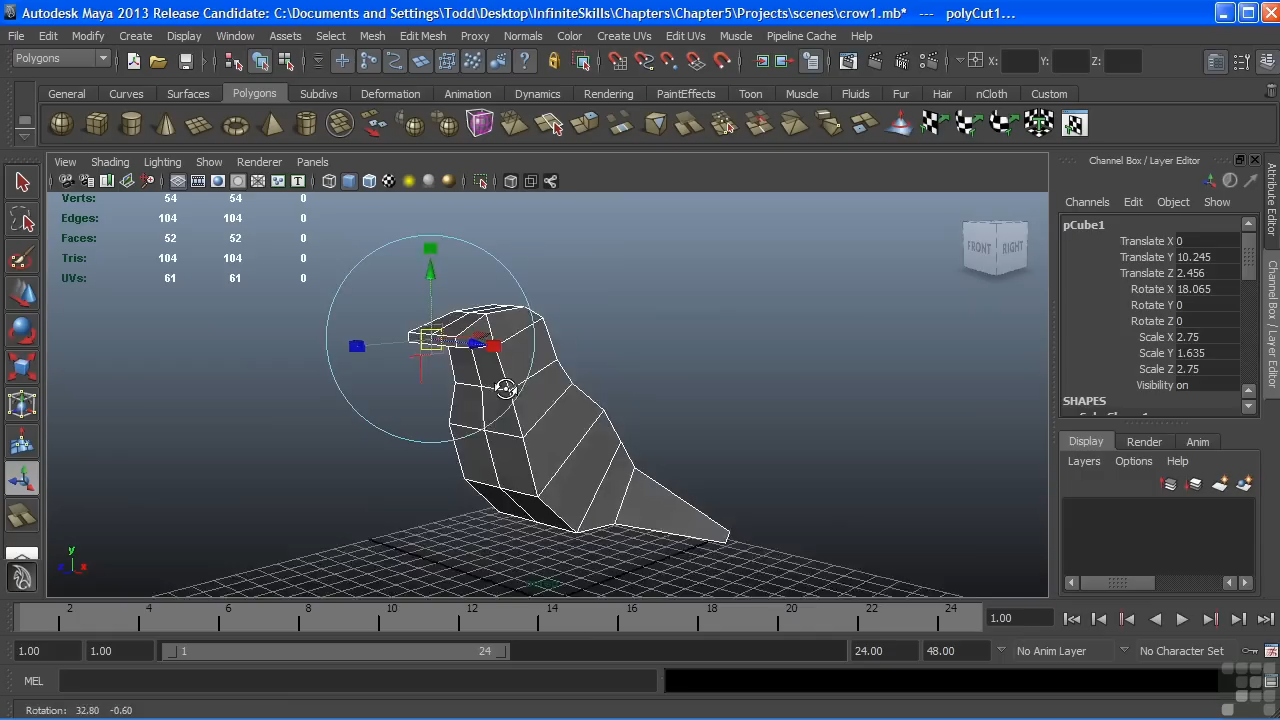 Autodesk Maya 2013 Release Candidate: C:\Documents and Settings\Todd\Desktop\InfiniteSkills\Chapters\Chapter5\Projects\scenes\crow1.mb* --- polyCut1...
File Edit Modify Create Display Window Assets Select Mesh Edit Mesh Proxy Normals Color Create UVs Edit UVs Muscle Pipeline Cache Help
Polygons X: Y: Z:
General Curves Surfaces Polygons Subdivs Deformation Animation Dynamics Rendering PaintEffects Toon Muscle Fluids Fur Hair nCloth Custom
View Shading Lighting Show Renderer Panels
Channel Box / Layer Editor
Verts: 54 54 0
Edges: 104 104 0
Faces: 52 52 0
Tris: 104 104 0
UVs: 61 61 0
FRONT RIGHT
Channels Edit Object Show
pCube1
Translate X 0
Translate Y 10.245
Translate Z 2.456
Rotate X 18.065
Rotate Y 0
Rotate Z 0
Scale X 2.75
Scale Y 1.635
Scale Z 2.75
Visibility on
SHAPES
Attribute Editor
Channel Box / Layer Editor
Display Render Anim
Layers Options Help
y
z x
2 4 6 8 10 12 14 16 18 20 22 24
1.00
1.00 1.00 1 24 24.00 48.00 No Anim Layer No Character Set
MEL
Rotation: 32.80 -0.60